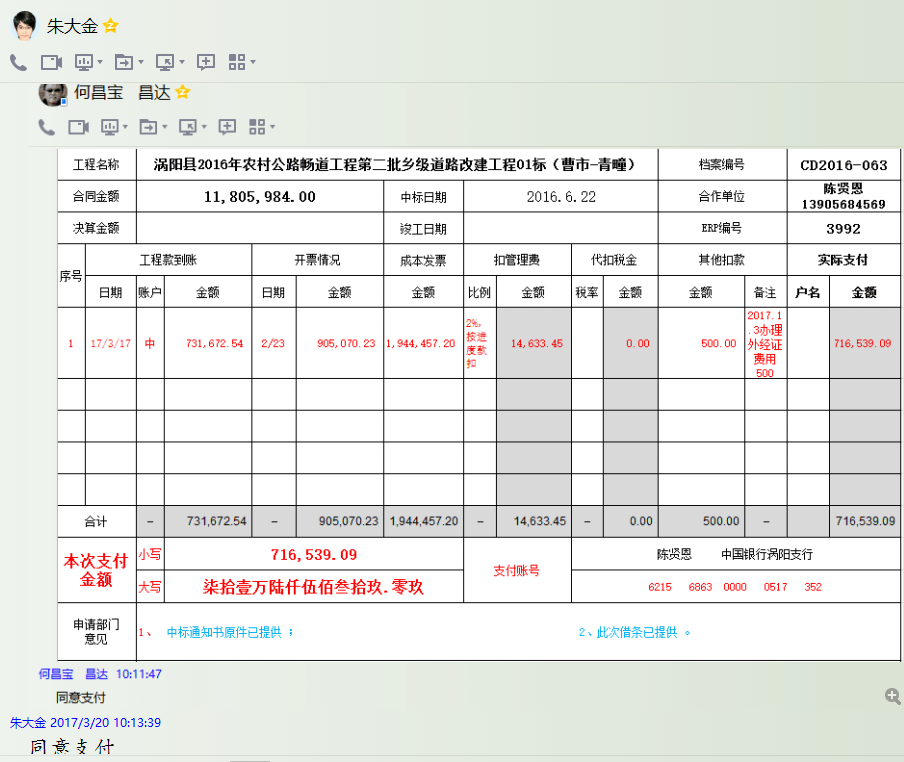 朱大金
何昌宝 昌达
工程名称 涡阳县2016年农村公路畅道工程第二批乡级道路改建工程01标（曹市-青疃） 档案编号 CD2016-063
合同金额 11,805,984.00 中标日期 2016.6.22 合作单位 陈贤恩 13905684569
决算金额 竣工日期 ERP编号 3992
序号 工程款到账 开票情况 成本发票 扣管理费 代扣税金 其他扣款 实际支付
日期 账户 金额 日期 金额 金额 比例 金额 税率 金额 金额 备注 户名 金额
1 17/3/17 中 731,672.54 2/23 905,070.23 1,944,457.20 2%,按进度款扣 14,633.45 0.00 500.00 2017.1.3办理外经证费用500 716,539.09
合计 - 731,672.54 - 905,070.23 1,944,457.20 - 14,633.45 - 0.00 500.00 - 716,539.09
本次支付金额 小写 716,539.09 支付账号 陈贤恩 中国银行涡阳支行
大写 柒拾壹万陆仟伍佰叁拾玖.零玖 6215 6863 0000 0517 352
申请部门意见 1、 中标通知书原件已提供； 2、此次借条已提供 。
何昌宝 昌达 10:11:47
同意支付
朱大金 2017/3/20 10:13:39
同意支付